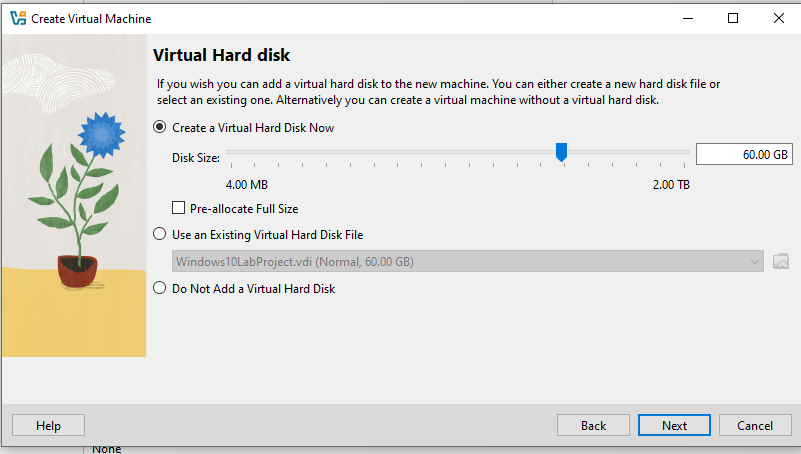 Create Virtual Machine
Virtual Hard disk
If you wish you can add a virtual hard disk to the new machine. You can either create a new hard disk file or
select an existing one. Alternatively you can create a virtual machine without a virtual hard disk.
Create a Virtual Hard Disk Now
Disk Size:
60.00 GB
4.00 MB
2.00 TB
Pre-allocate Full Size
Use an Existing Virtual Hard Disk File
Windows10LabProject.vdi (Normal, 60.00 GB)
Do Not Add a Virtual Hard Disk
Help
Back
Next
Cancel
None